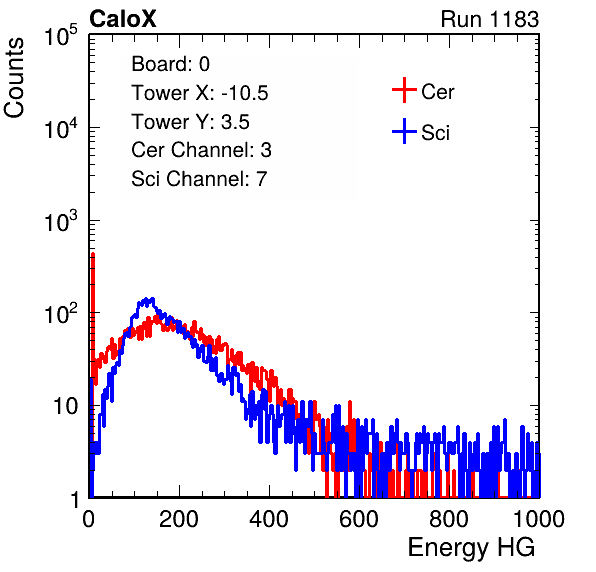 CaloX Run 1183
Counts
Board: 0
Tower X: -10.5
Tower Y: 3.5
Cer Channel: 3
Sci Channel: 7
Cer
Sci
10^5
10^4
10^3
10^2
10
1
0 200 400 600 800 1000
Energy HG